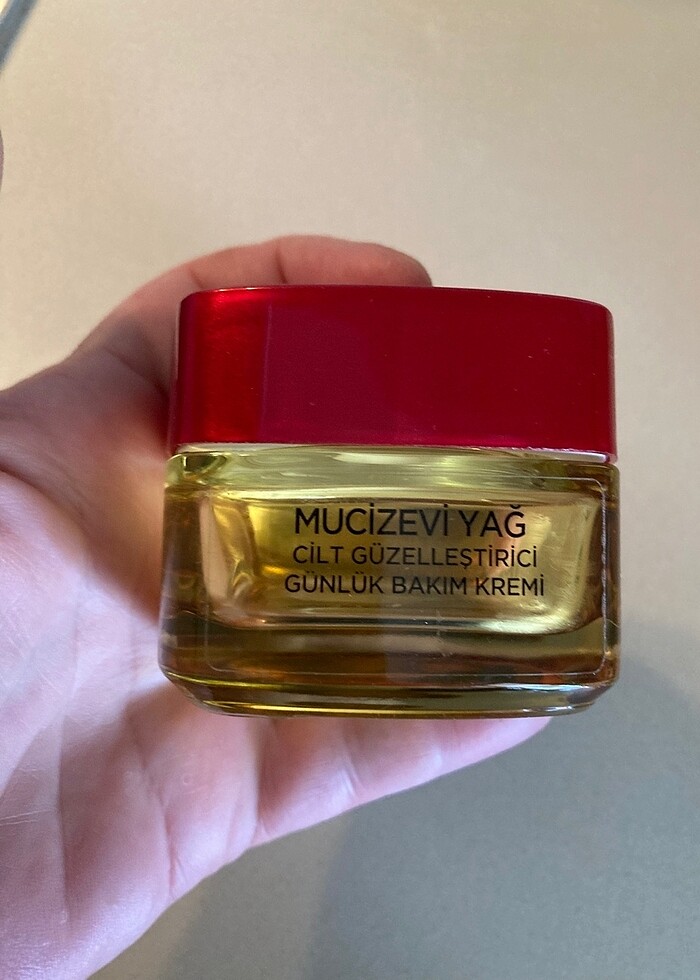 MUCİZEVİ YAĞ
CİLT GÜZELLEŞTİRİCİ
GÜNLÜK BAKIM KREMİ